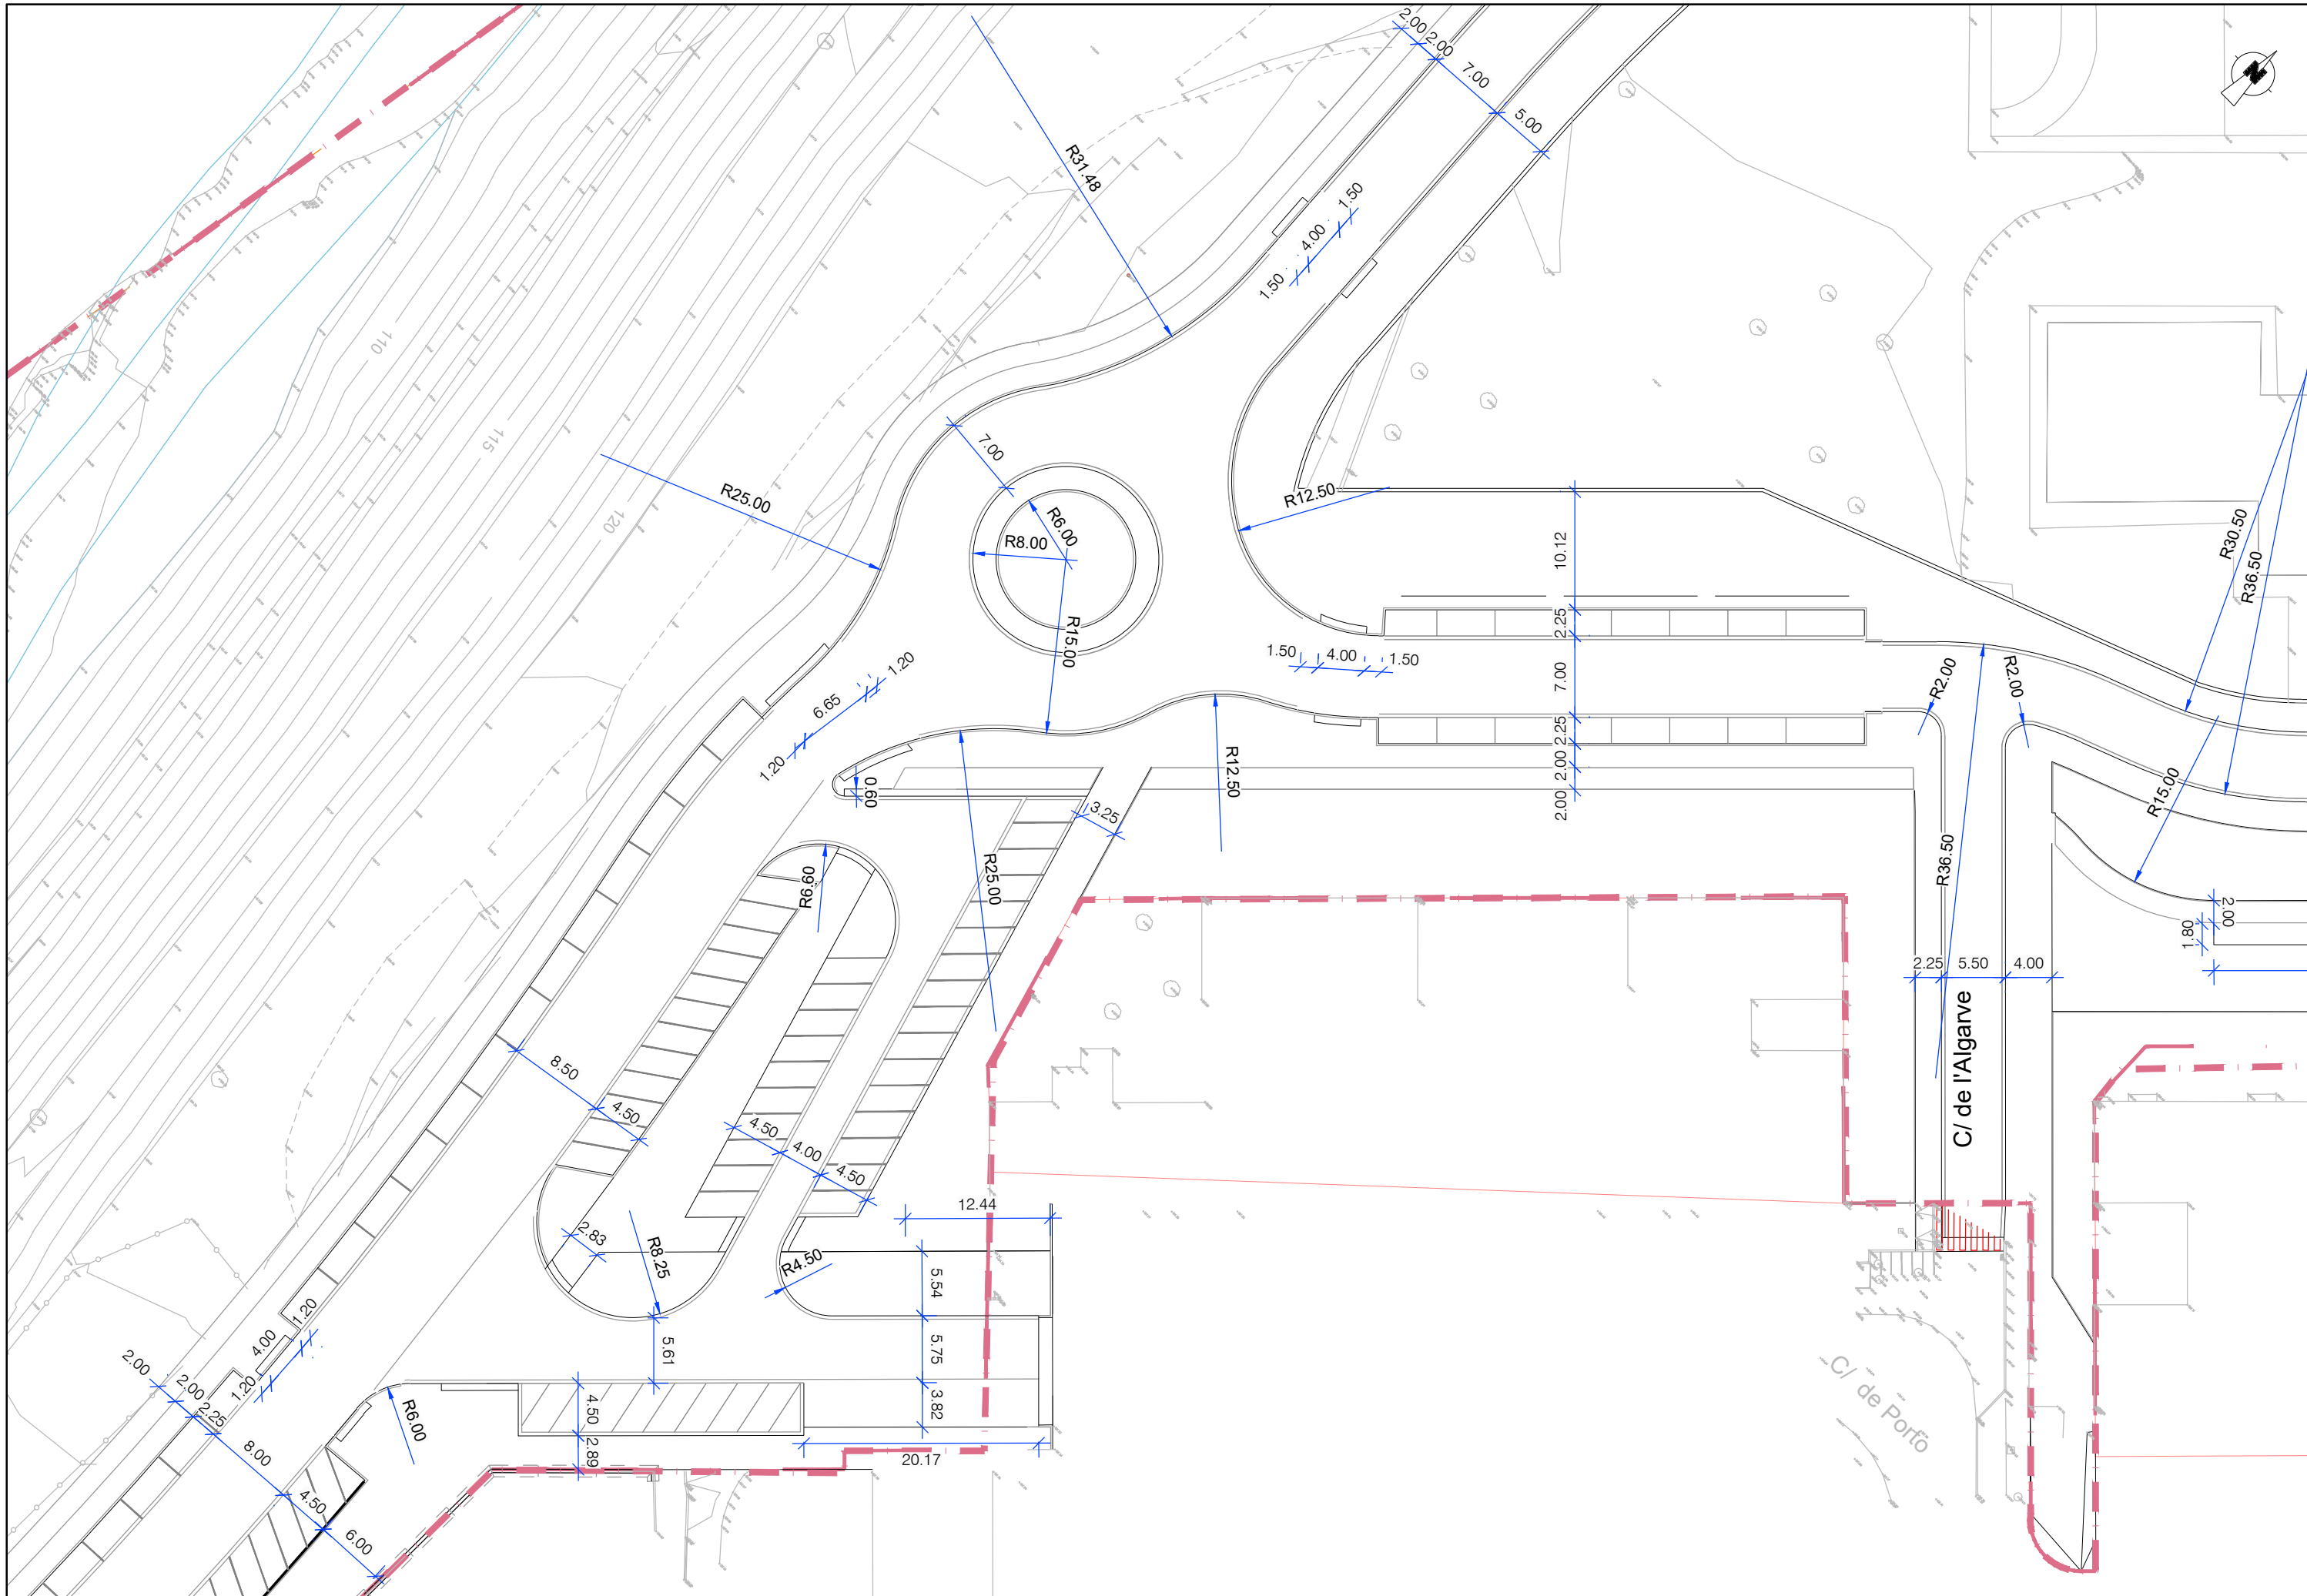 2.00
2.00
7.00
5.00
N
R31.48
1.50
4.00
1.50
110
115
120
R25.00
7.00
R6.00
R8.00
R15.00
R12.50
10.12
2.25
7.00
2.25
2.00
2.00
1.50
4.00
1.50
R30.50
R36.50
R2.00
R2.00
R15.00
1.20
6.65
1.20
0.60
R12.50
3.25
R25.00
R6.60
R36.50
2.00
1.80
2.25
5.50
4.00
C/ de l'Algarve
8.50
4.50
4.50
4.00
4.50
12.44
2.83
R8.25
R4.50
5.54
5.61
5.75
3.82
1.20
4.00
1.20
2.00
2.00
2.25
8.00
4.50
6.00
R6.00
4.50
2.89
20.17
C/ de Porto